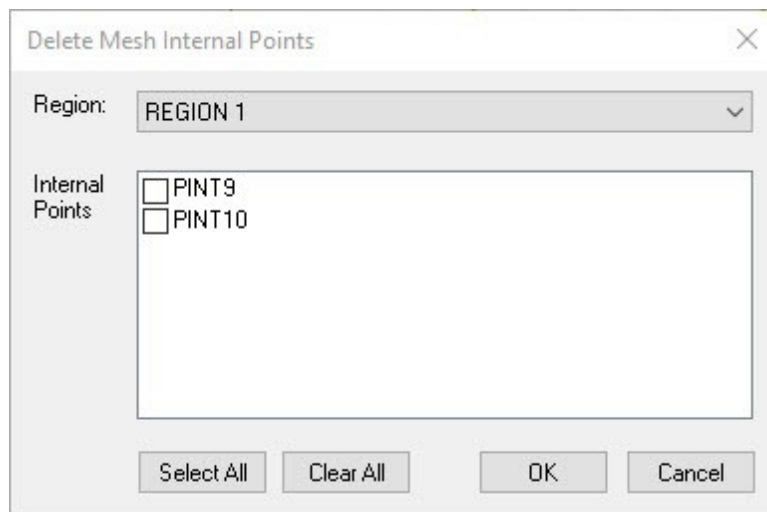 Delete Mesh Internal Points
Region:
REGION 1
Internal
Points
PINT9
PINT10
Select All
Clear All
OK
Cancel